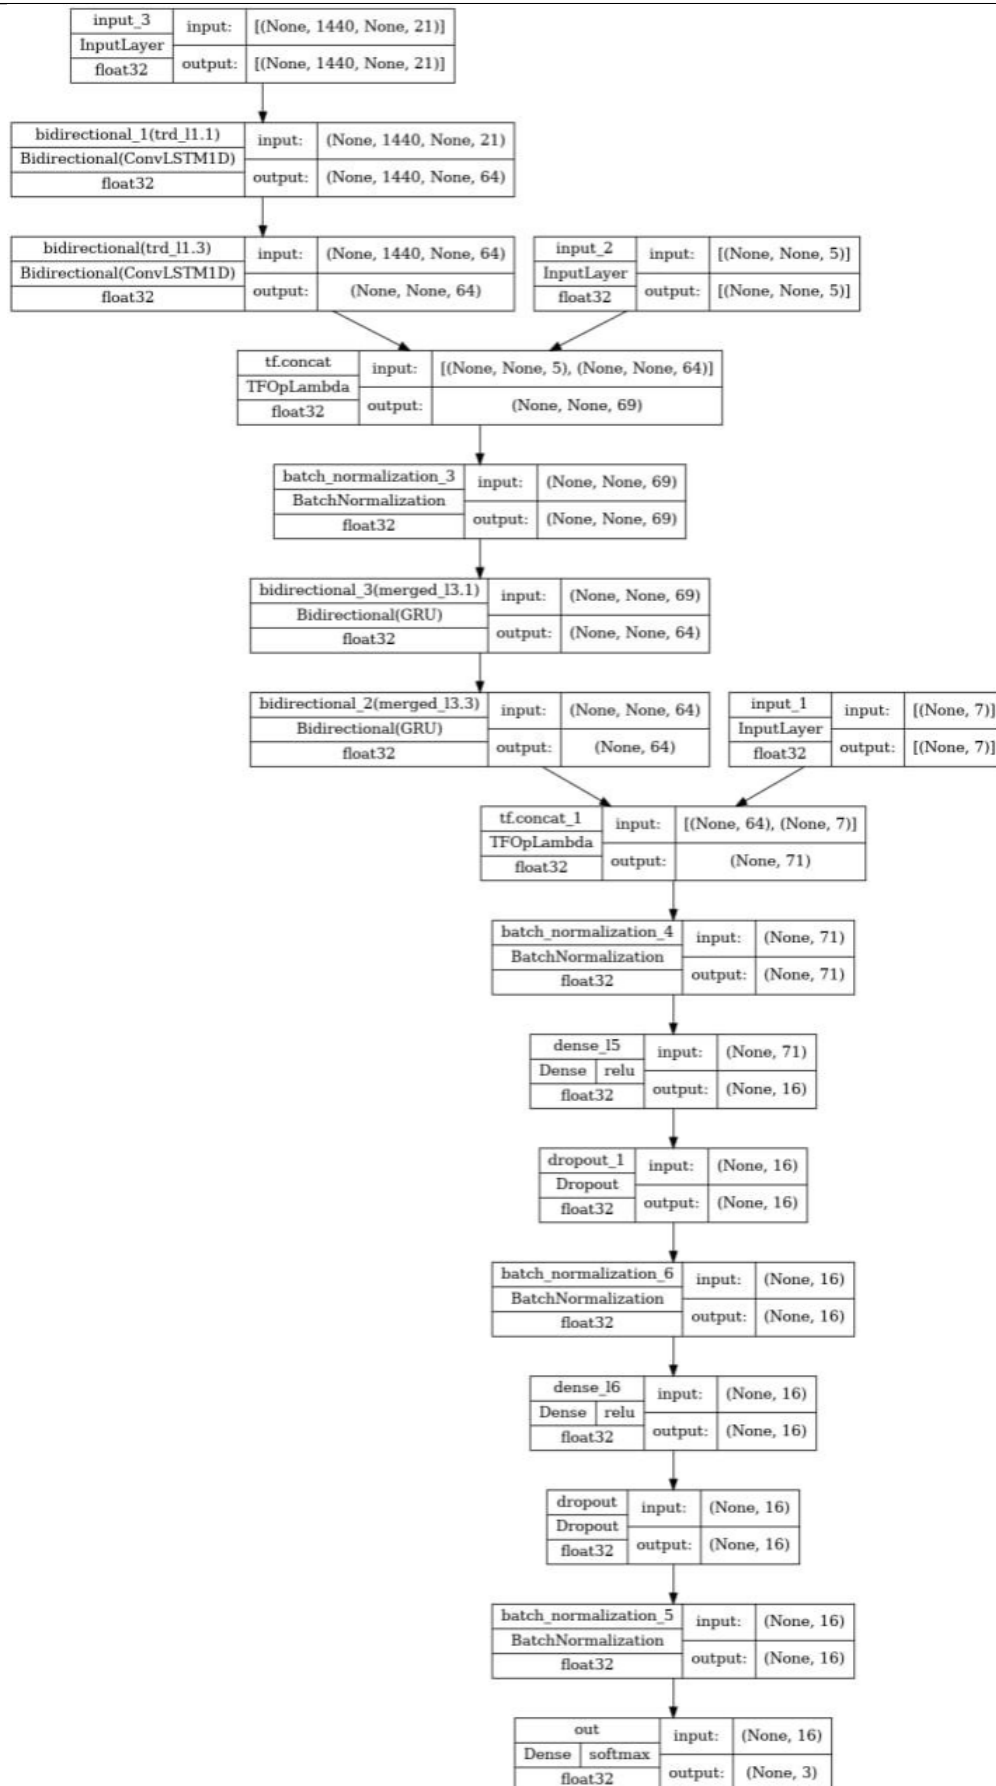 input_3
InputLayer
float32
input:
[(None, 1440, None, 21)]
output:
[(None, 1440, None, 21)]
bidirectional_1(trd_l1.1)
Bidirectional(ConvLSTM1D)
float32
input:
(None, 1440, None, 21)
output:
(None, 1440, None, 64)
bidirectional(trd_l1.3)
Bidirectional(ConvLSTM1D)
float32
input:
(None, 1440, None, 64)
output:
(None, None, 64)
input_2
InputLayer
float32
input:
[(None, None, 5)]
output:
[(None, None, 5)]
tf.concat
TFOpLambda
float32
input:
[(None, None, 5), (None, None, 64)]
output:
(None, None, 69)
batch_normalization_3
BatchNormalization
float32
input:
(None, None, 69)
output:
(None, None, 69)
bidirectional_3(merged_l3.1)
Bidirectional(GRU)
float32
input:
(None, None, 69)
output:
(None, None, 64)
bidirectional_2(merged_l3.3)
Bidirectional(GRU)
float32
input:
(None, None, 64)
output:
(None, 64)
input_1
InputLayer
float32
input:
[(None, 7)]
output:
[(None, 7)]
tf.concat_1
TFOpLambda
float32
input:
[(None, 64), (None, 7)]
output:
(None, 71)
batch_normalization_4
BatchNormalization
float32
input:
(None, 71)
output:
(None, 71)
dense_l5
Dense relu
float32
input:
(None, 71)
output:
(None, 16)
dropout_1
Dropout
float32
input:
(None, 16)
output:
(None, 16)
batch_normalization_6
BatchNormalization
float32
input:
(None, 16)
output:
(None, 16)
dense_l6
Dense relu
float32
input:
(None, 16)
output:
(None, 16)
dropout
Dropout
float32
input:
(None, 16)
output:
(None, 16)
batch_normalization_5
BatchNormalization
float32
input:
(None, 16)
output:
(None, 16)
out
Dense softmax
float32
input:
(None, 16)
output:
(None, 3)